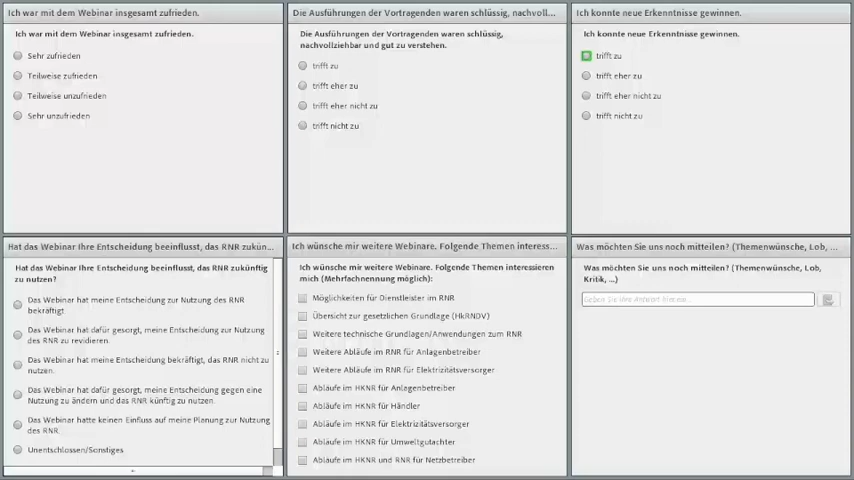 Ich war mit dem Webinar insgesamt zufrieden.
Ich war mit dem Webinar insgesamt zufrieden.
Sehr zufrieden
Teilweise zufrieden
Teilweise unzufrieden
Sehr unzufrieden
Die Ausführungen der Vortragenden waren schlüssig, nachvoll...
Die Ausführungen der Vortragenden waren schlüssig,
nachvollziehbar und gut zu verstehen.
trifft zu
trifft eher zu
trifft eher nicht zu
trifft nicht zu
Ich konnte neue Erkenntnisse gewinnen.
Ich konnte neue Erkenntnisse gewinnen.
trifft zu
trifft eher zu
trifft eher nicht zu
trifft nicht zu
Hat das Webinar Ihre Entscheidung beeinflusst, das RNR zukün...
Hat das Webinar Ihre Entscheidung beeinflusst, das RNR zukünftig
zu nutzen?
Das Webinar hat meine Entscheidung zur Nutzung des RNR
bekräftigt.
Das Webinar hat dafür gesorgt, meine Entscheidung zur Nutzung
des RNR zu revidieren.
Das Webinar hat meine Entscheidung bekräftigt, das RNR nicht zu
nutzen.
Das Webinar hat dafür gesorgt, meine Entscheidung gegen eine
Nutzung zu ändern und das RNR künftig zu nutzen.
Das Webinar hatte keinen Einfluss auf meine Planung zur Nutzung
des RNR.
Unentschlossen/Sonstiges
Ich wünsche mir weitere Webinare. Folgende Themen interess...
Ich wünsche mir weitere Webinare. Folgende Themen interessieren
mich (Mehrfachnennung möglich):
Möglichkeiten für Dienstleister im RNR
Übersicht zur gesetzlichen Grundlage (HkRNDV)
Weitere technische Grundlagen/Anwendungen zum RNR
Weitere Abläufe im RNR für Anlagenbetreiber
Weitere Abläufe im RNR für Elektrizitätsversorger
Abläufe im HKNR für Anlagenbetreiber
Abläufe im HKNR für Händler
Abläufe im HKNR für Elektrizitätsversorger
Abläufe im HKNR für Umweltgutachter
Abläufe im HKNR und RNR für Netzbetreiber
Was möchten Sie uns noch mitteilen? (Themenwünsche, Lob, ...
Was möchten Sie uns noch mitteilen? (Themenwünsche, Lob,
Kritik, ...)
Geben Sie Ihre Antwort hier ein...